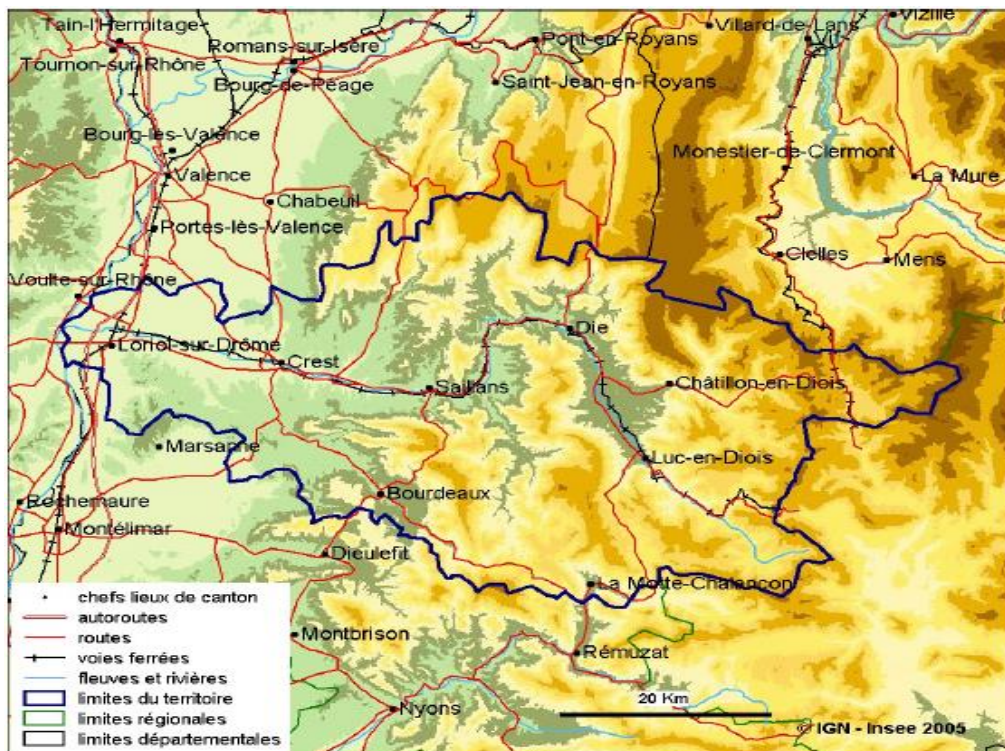 Tain-l'Hermitage
Tournon-sur-Rhône
Romans-sur-Isère
Bourg-de-Péage
Pont-en-Royans
Villard-de-Lans
Vizille
Saint-Jean-en-Royans
Bourg-lès-Valence
Valence
Monestier-de-Clermont
La Mure
Chabeuil
Portes-lès-Valence
Clelles
Mens
Voulte-sur-Rhône
Loriol-sur-Drôme
Crest
Die
Saillans
Châtillon-en-Diois
Marsanne
Luc-en-Diois
Bourdeaux
Rochemaure
Montélimar
Dieulefit
La Motte-Chalançon
Montbrison
Rémuzat
Nyons
chefs lieux de canton
autoroutes
routes
voies ferrées
fleuves et rivières
limites du territoire
limites régionales
limites départementales
20 Km
© IGN - Insee 2005